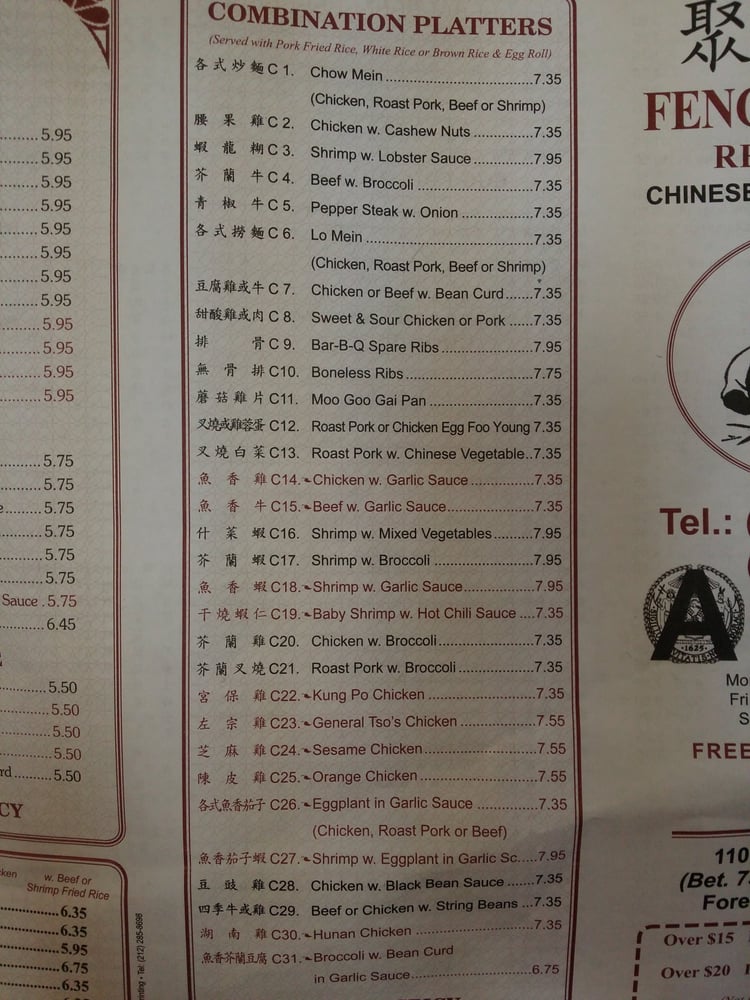 COMBINATION PLATTERS
(Served with Pork Fried Rice, White Rice or Brown Rice & Egg Roll)
各式炒麵 C 1. Chow Mein 7.35
(Chicken, Roast Pork, Beef or Shrimp)
腰果雞 C 2. Chicken w. Cashew Nuts 7.35
蝦龍糊 C 3. Shrimp w. Lobster Sauce 7.95
芥蘭牛 C 4. Beef w. Broccoli 7.35
青椒牛 C 5. Pepper Steak w. Onion 7.35
各式撈麵 C 6. Lo Mein 7.35
(Chicken, Roast Pork, Beef or Shrimp)
豆腐雞或牛 C 7. Chicken or Beef w. Bean Curd 7.35
甜酸雞或肉 C 8. Sweet & Sour Chicken or Pork 7.35
排骨 C 9. Bar-B-Q Spare Ribs 7.95
無骨排 C10. Boneless Ribs 7.75
蘑菇雞片 C11. Moo Goo Gai Pan 7.35
叉燒或雞蓉蛋 C12. Roast Pork or Chicken Egg Foo Young 7.35
叉燒白菜 C13. Roast Pork w. Chinese Vegetable 7.35
魚香雞 C14. Chicken w. Garlic Sauce 7.35
魚香牛 C15. Beef w. Garlic Sauce 7.35
什菜蝦 C16. Shrimp w. Mixed Vegetables 7.95
芥蘭蝦 C17. Shrimp w. Broccoli 7.95
魚香蝦 C18. Shrimp w. Garlic Sauce 7.95
干燒蝦仁 C19. Baby Shrimp w. Hot Chili Sauce 7.35
芥蘭雞 C20. Chicken w. Broccoli 7.35
芥蘭叉燒 C21. Roast Pork w. Broccoli 7.35
宮保雞 C22. Kung Po Chicken 7.35
左宗雞 C23. General Tso's Chicken 7.55
芝麻雞 C24. Sesame Chicken 7.55
陳皮雞 C25. Orange Chicken 7.55
各式魚香茄子 C26. Eggplant in Garlic Sauce 7.35
(Chicken, Roast Pork or Beef)
魚香茄子蝦 C27. Shrimp w. Eggplant in Garlic Sc. 7.95
豆豉雞 C28. Chicken w. Black Bean Sauce 7.35
四季牛或雞 C29. Beef or Chicken w. String Beans 7.35
湖南雞 C30. Hunan Chicken 7.35
魚香芥蘭豆腐 C31. Broccoli w. Bean Curd
in Garlic Sauce 6.75
5.95
5.95
5.95
5.95
5.95
5.95
5.95
5.95
5.95
5.95
5.95
5.95
5.75
5.75
5.75
5.75
5.75
5.75
Sauce 5.75
6.45
5.50
5.50
5.50
5.50
5.50
CY
w. Beef or
Shrimp Fried Rice
6.35
6.35
5.95
6.75
6.35
Tel: (212) 285-8698
聚
FENG
RE
CHINESE
Tel.: (
A
1625
Mo
Fri
S
FREE
110
(Bet. 7
Fore
Over $15
Over $20